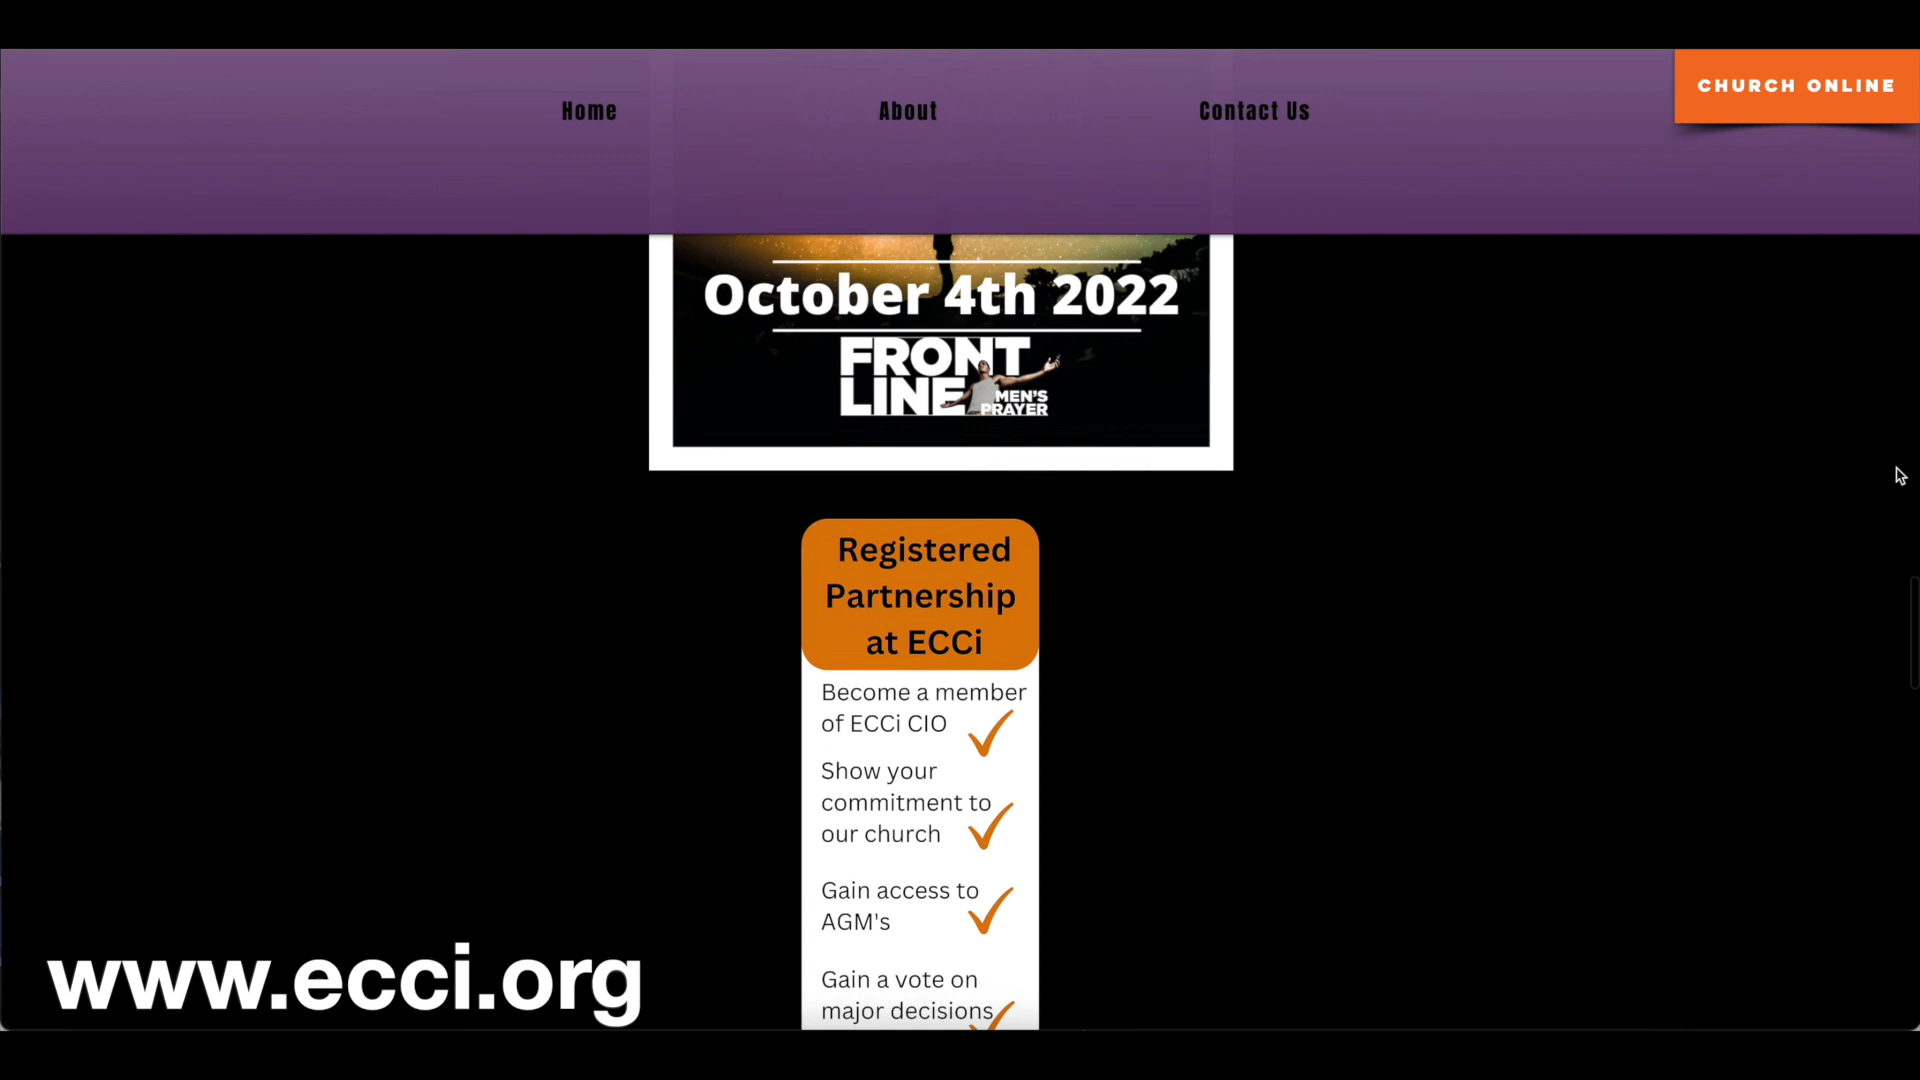 Home About Contact Us
CHURCH ONLINE
October 4th 2022
FRONT
LINE
MEN'S
PRAYER
Registered
Partnership
at ECCi
Become a member
of ECCi CIO
Show your
commitment to
our church
Gain access to
AGM's
Gain a vote on
major decisions
www.ecci.org